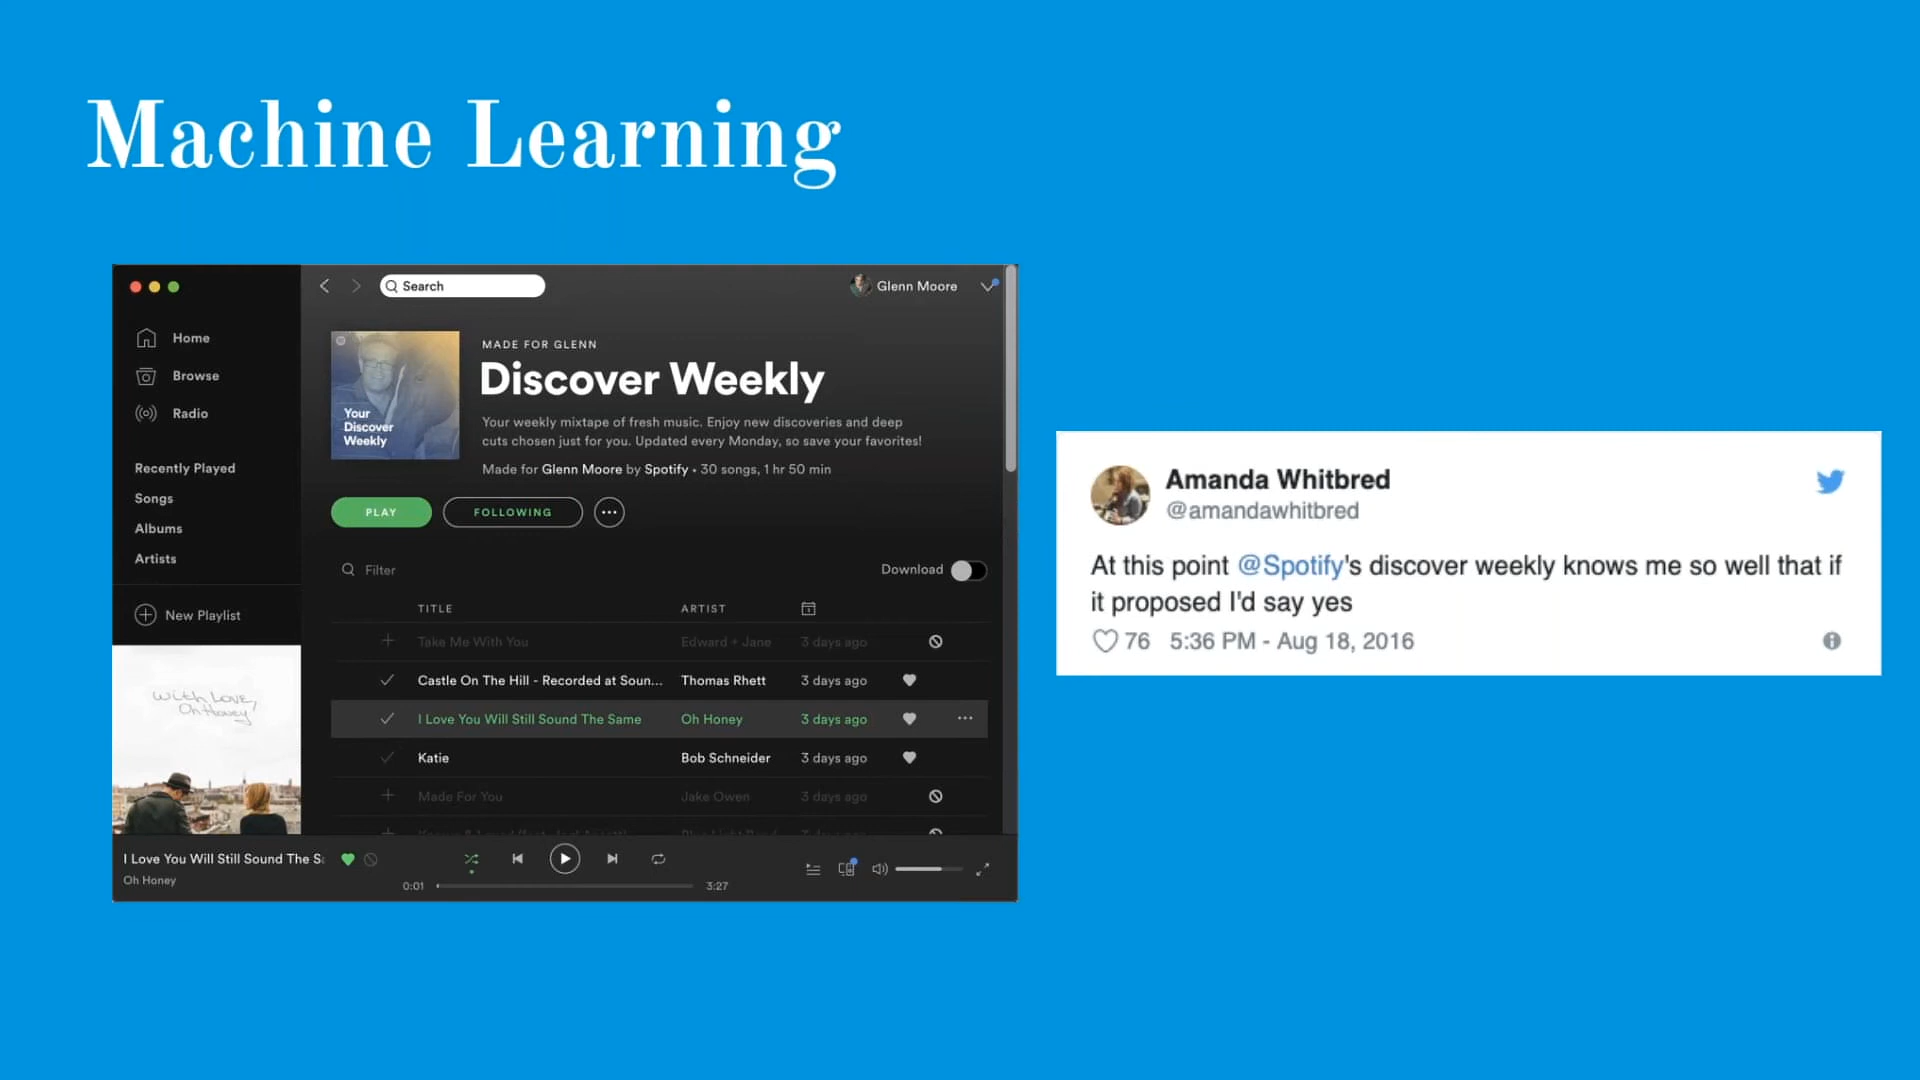 Machine Learning
Search
Glenn Moore
Home
Browse
Radio
Recently Played
Songs
Albums
Artists
New Playlist
with Love,
Oh Honey
Your
Discover
Weekly
MADE FOR GLENN
Discover Weekly
Your weekly mixtape of fresh music. Enjoy new discoveries and deep
cuts chosen just for you. Updated every Monday, so save your favorites!
Made for Glenn Moore by Spotify • 30 songs, 1 hr 50 min
PLAY FOLLOWING
Filter Download
TITLE ARTIST
Take Me With You Edward + Jane 3 days ago
Castle On The Hill - Recorded at Soun... Thomas Rhett 3 days ago
I Love You Will Still Sound The Same Oh Honey 3 days ago
Katie Bob Schneider 3 days ago
Made For You Jake Owen 3 days ago
I Love You Will Still Sound The S
Oh Honey
0:01 3:27
Amanda Whitbred
@amandawhitbred
At this point @Spotify's discover weekly knows me so well that if
it proposed I'd say yes
76 5:36 PM - Aug 18, 2016